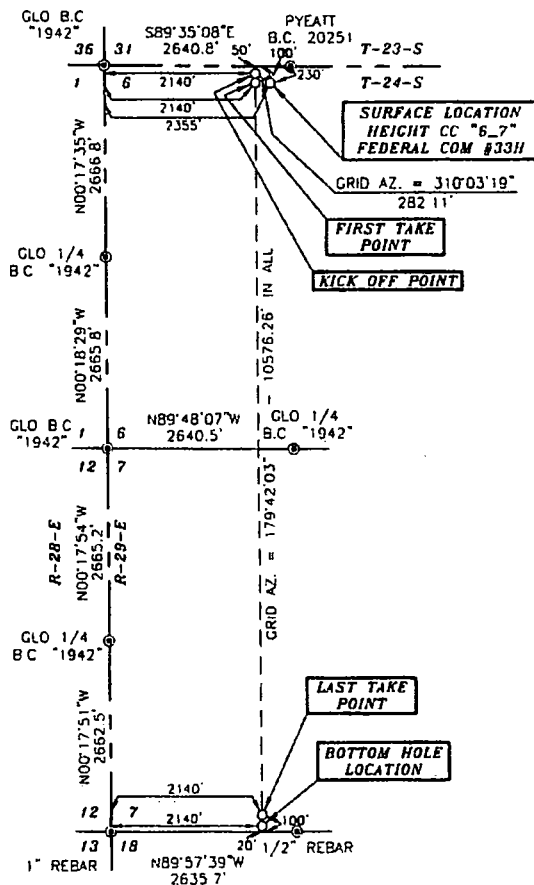 GLO B.C
"1942"
S89°35'08"E
2640.8'
PYEATT
B.C. 20251
36 31
50'
100'
T-23-S
1 6
2140'
230'
T-24-S
2140'
2355'
SURFACE LOCATION
HEIGHT CC "6_7"
FEDERAL COM #33H
N00°17'35"W
2666.8'
GRID AZ. = 310°03'19"
282.11'
FIRST TAKE
POINT
KICK OFF POINT
GLO 1/4
B.C "1942"
N00°18'29"W
2665.8'
GRID AZ. = 179°42'03" - 10576.26' IN ALL
GLO B.C
"1942"
1 6
N89°48'07"W
2640.5'
GLO 1/4
B.C "1942"
12 7
R-28-E
N00°17'54"W
2665.2'
R-29-E
GLO 1/4
B C "1942"
N00°17'51"W
2662.5'
LAST TAKE
POINT
BOTTOM HOLE
LOCATION
2140'
12 7
2140'
100'
13 18
20'
1/2" REBAR
1" REBAR
N89°57'39"W
2635 7'